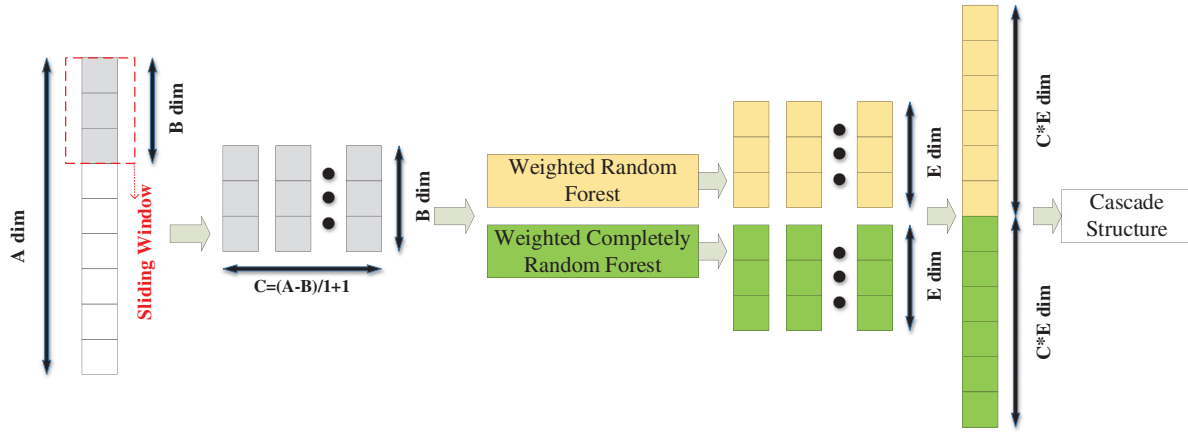 A dim
Sliding Window
B dim
C=(A-B)/1+1
B dim
Weighted Random
Forest
Weighted Completely
Random Forest
E dim
E dim
C*E dim
C*E dim
Cascade
Structure